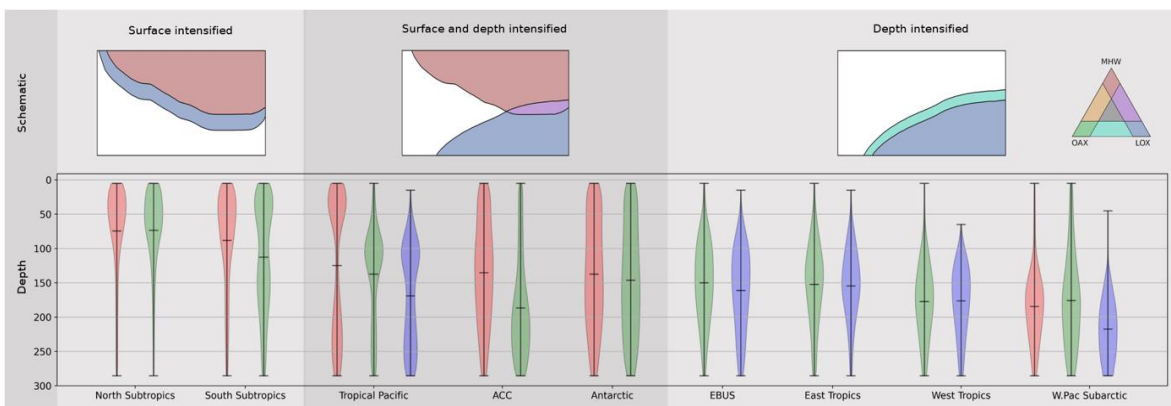 Surface intensified
Surface and depth intensified
Depth intensified
Schematic
MHW
OAX
LOX
Depth
0
50
100
150
200
250
300
North Subtropics
South Subtropics
Tropical Pacific
ACC
Antarctic
EBUS
East Tropics
West Tropics
W.Pac Subarctic